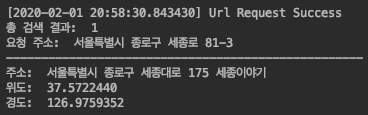 [2020-02-01 20:58:30.843430] Url Request Success
총 검색 결과:  1
요청 주소:  서울특별시 종로구 세종로 81-3
--------------------------------------------------
주소:  서울특별시 종로구 세종대로 175 세종이야기
위도:  37.5722440
경도:  126.9759352